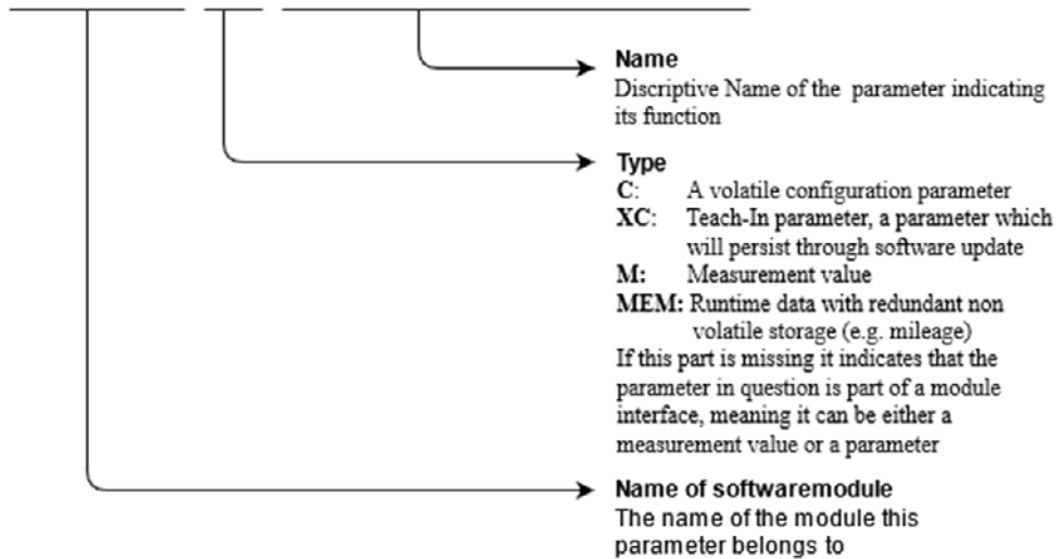 Name
Discriptive Name of the parameter indicating
its function
Type
C: A volatile configuration parameter
XC: Teach-In parameter, a parameter which
will persist through software update
M: Measurement value
MEM: Runtime data with redundant non
volatile storage (e.g. mileage)
If this part is missing it indicates that the
parameter in question is part of a module
interface, meaning it can be either a
measurement value or a parameter
Name of softwaremodule
The name of the module this
parameter belongs to